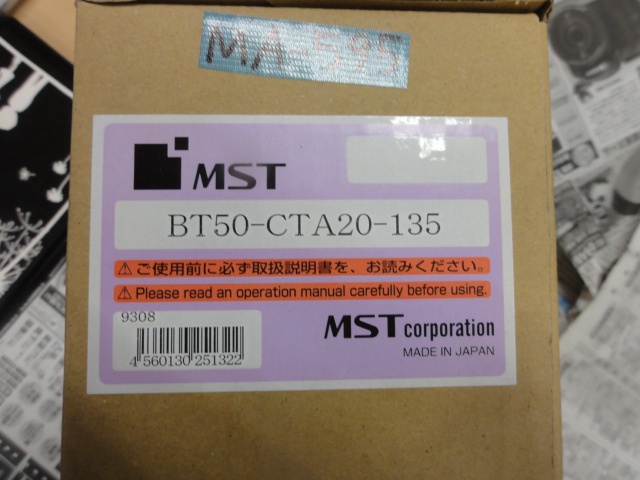 MA-595
MST
BT50-CTA20-135
⚠ご使用前に必ず取扱説明書を、お読みください。
⚠Please read an operation manual carefully before using.
9308
4 560130 251322
MST corporation
MADE IN JAPAN